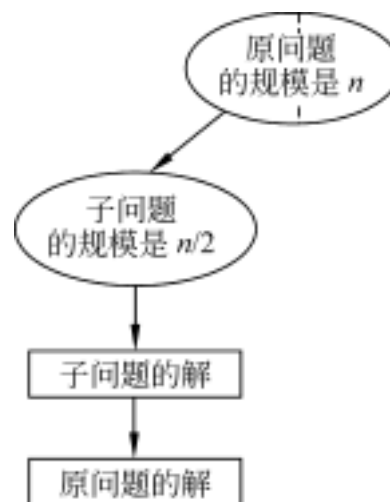 原问题
的规模是 n
子问题
的规模是 n/2
子问题的解
原问题的解